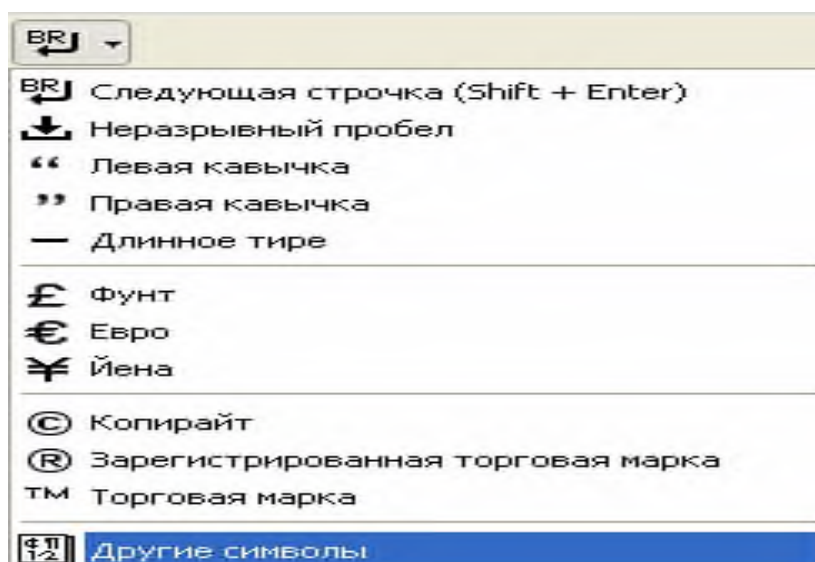 BR
BR Следующая строчка (Shift + Enter)
Неразрывный пробел
“ Левая кавычка
” Правая кавычка
— Длинное тире
£ Фунт
€ Евро
¥ Йена
© Копирайт
® Зарегистрированная торговая марка
TM Торговая марка
Другие символы